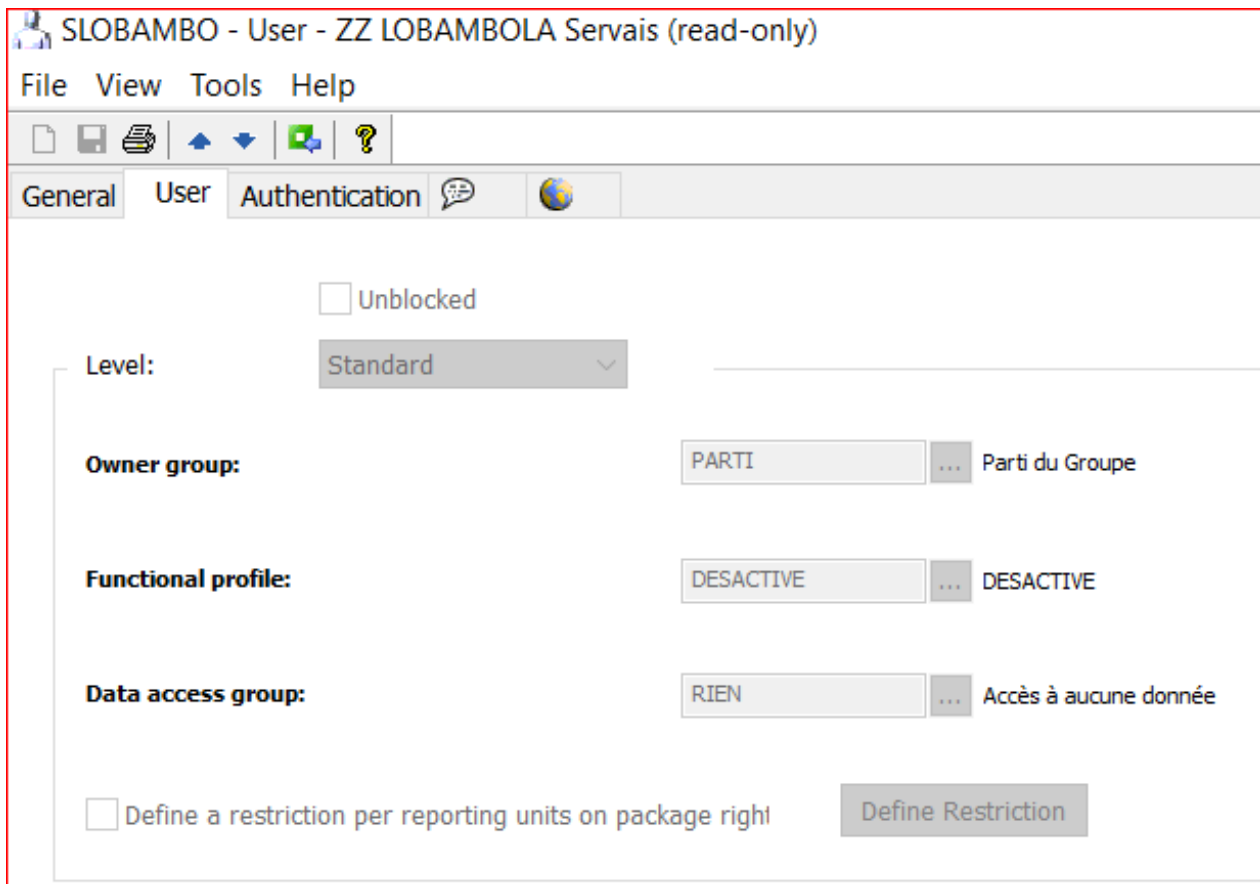 SLOBAMBO - User - ZZ LOBAMBOLA Servais (read-only)
File View Tools Help
General User Authentication
Unblocked
Level: Standard
Owner group: PARTI ... Parti du Groupe
Functional profile: DESACTIVE ... DESACTIVE
Data access group: RIEN ... Accès à aucune donnée
Define a restriction per reporting units on package right Define Restriction